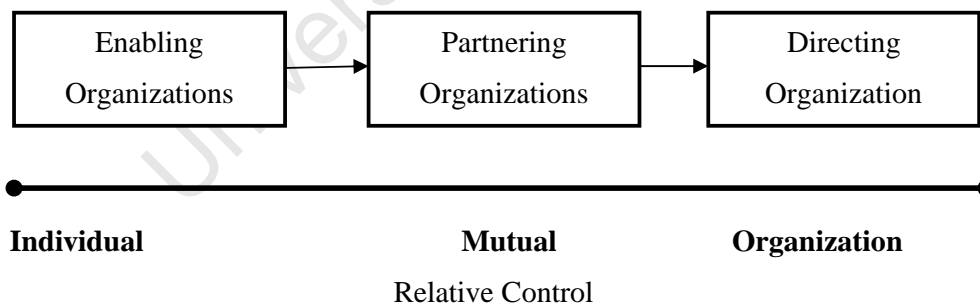 Enabling
Organizations
Partnering
Organizations
Directing
Organization
Individual Mutual Organization
Relative Control